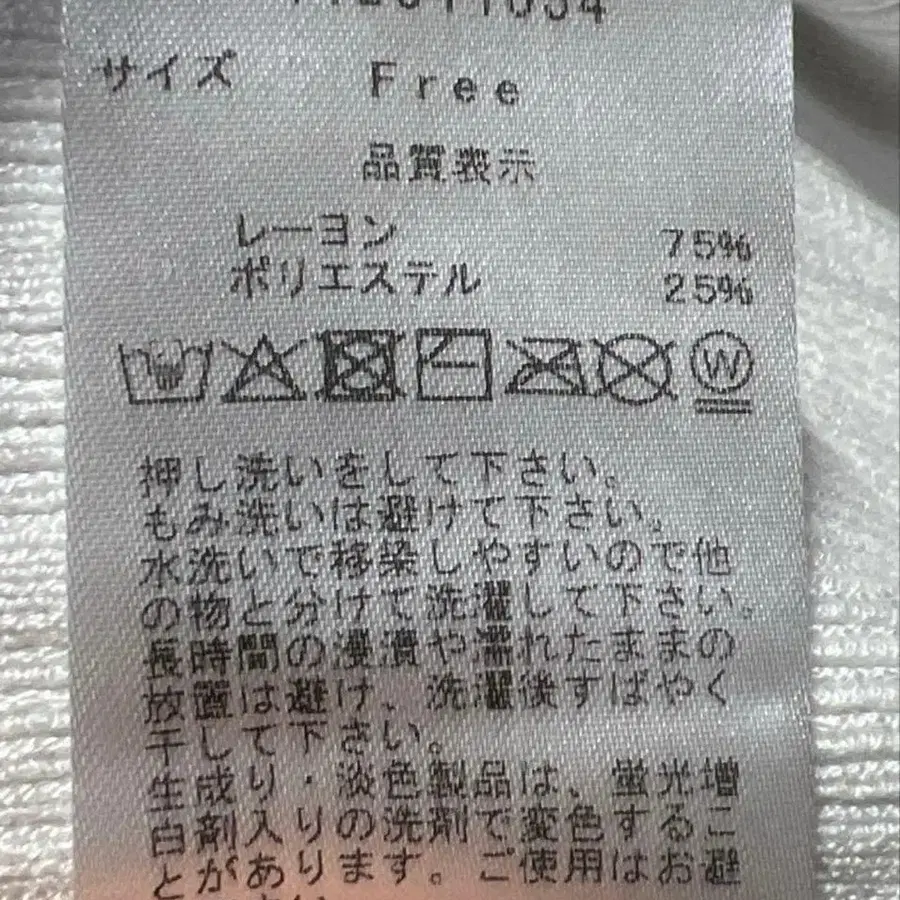 サイズ Free
品質表示
レーヨン 75%
ポリエステル 25%
W
押し洗いをして下さい。
もみ洗いは避けて下さい。
水洗いで移染しやすいので他
の物と分けて洗濯して下さい。
長時間の浸漬や濡れたままの
放置は避け、洗濯後すばやく
干して下さい。
生成り・淡色製品は、蛍光増
白剤入りの洗剤で変色するこ
とがあります。ご使用はお避